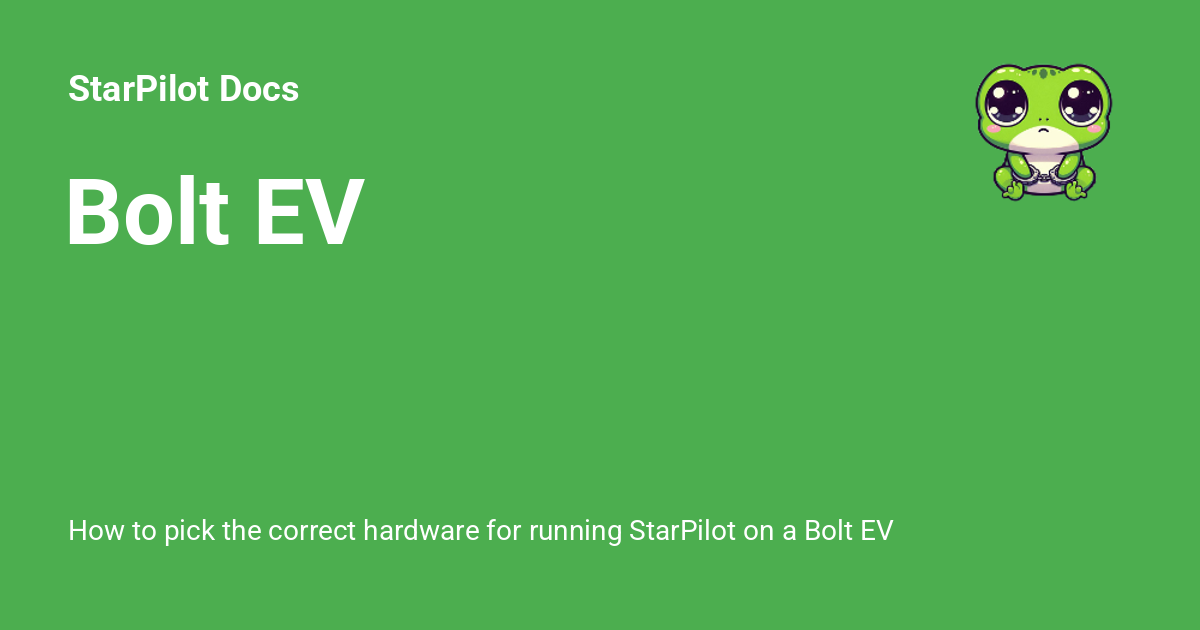 StarPilot Docs
Bolt EV
How to pick the correct hardware for running StarPilot on a Bolt EV